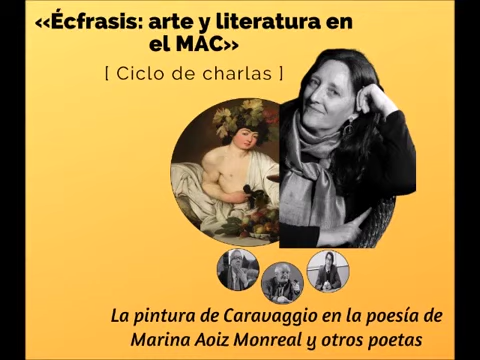 «Écfrasis: arte y literatura en
el MAC»
[ Ciclo de charlas ]
La pintura de Caravaggio en la poesía de
Marina Aoiz Monreal y otros poetas